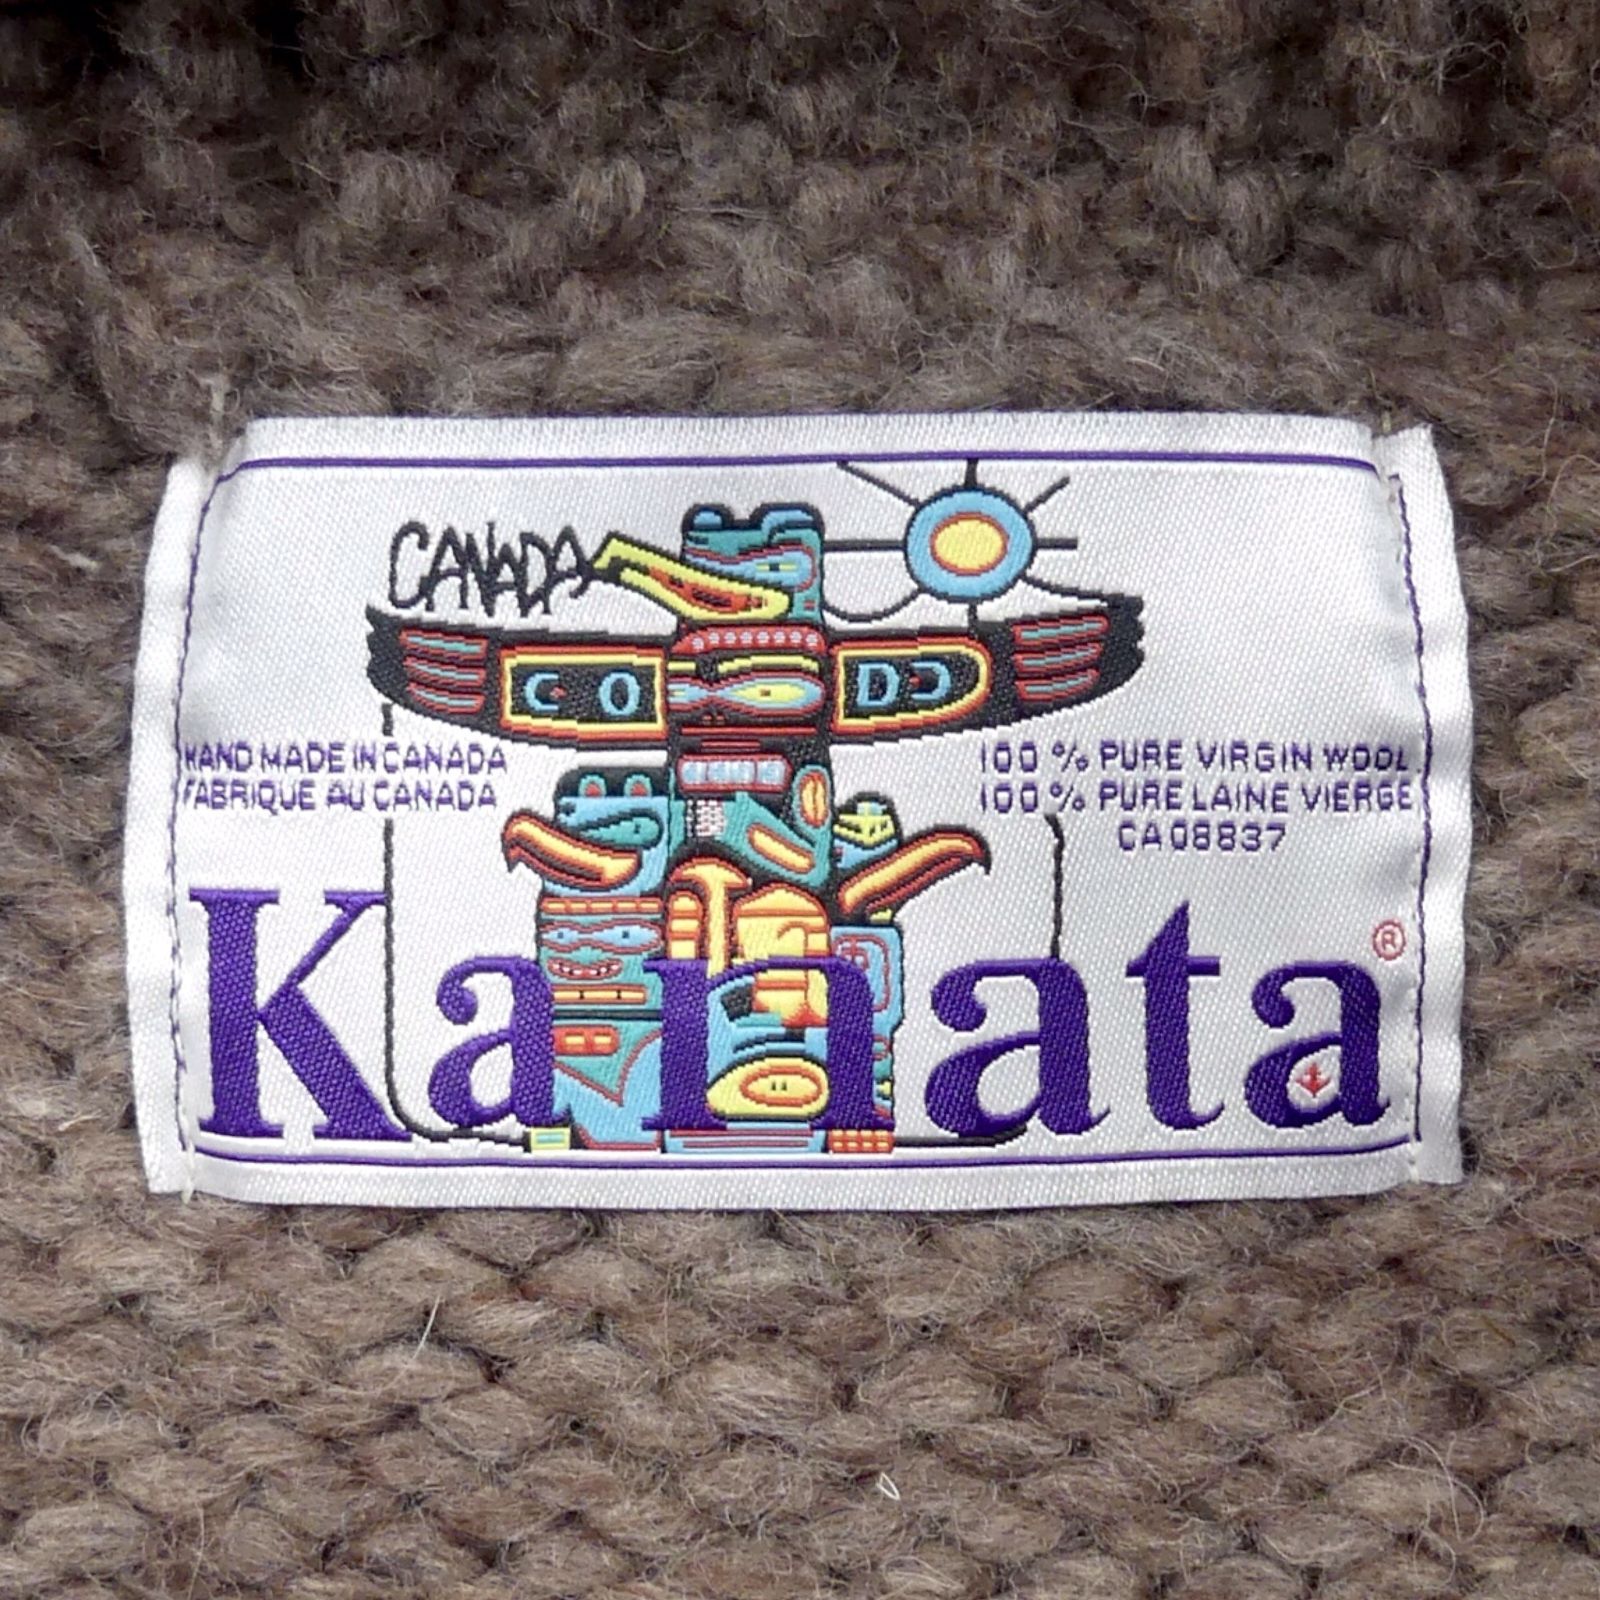 CANADA
HAND MADE IN CANADA
FABRIQUE AU CANADA
100 % PURE VIRGIN WOOL
100 % PURE LAINE VIERGE
CA08837
Kanata®